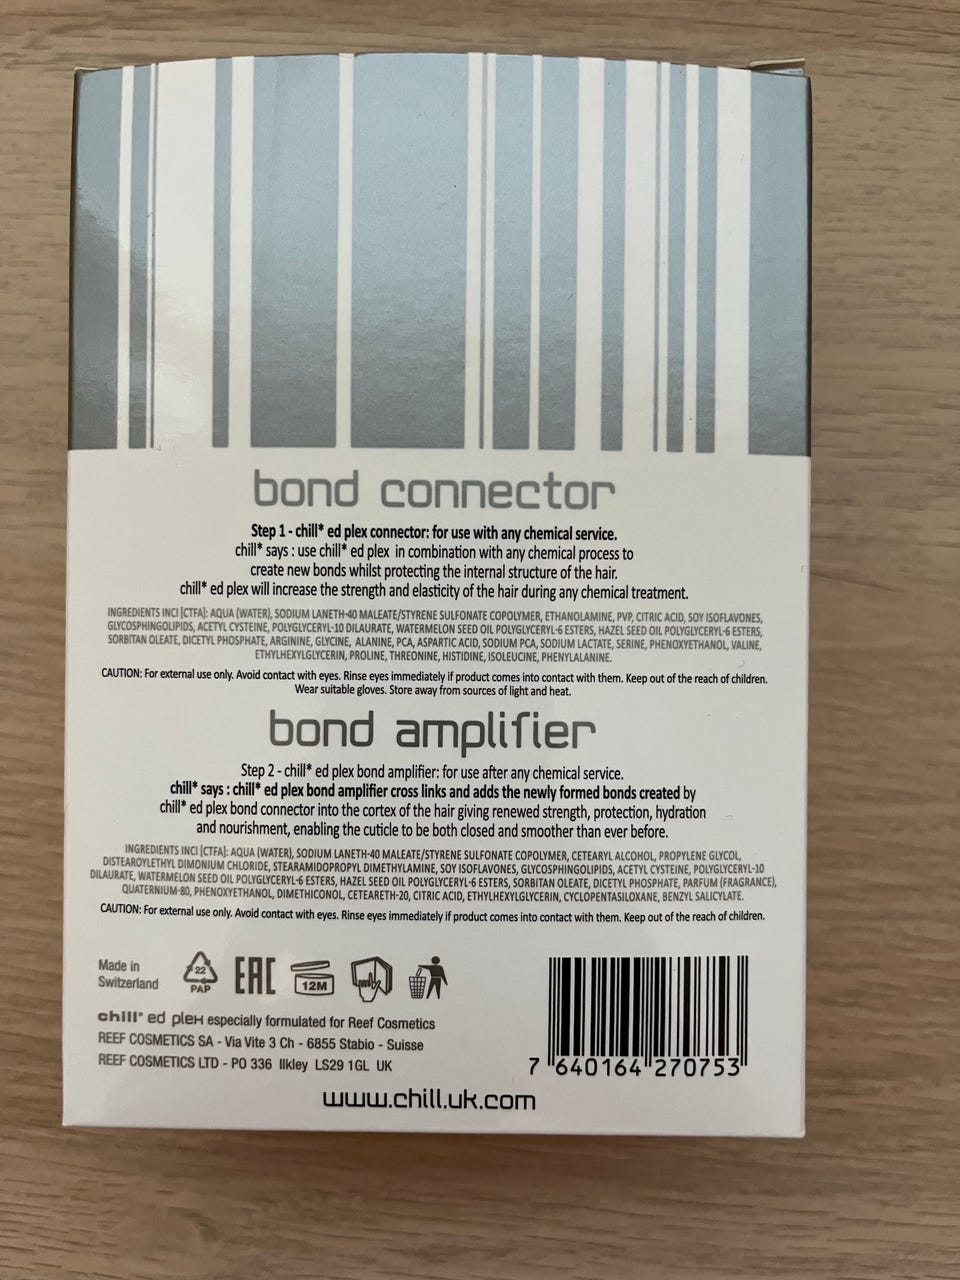 bond connector
Step 1 - chill* ed plex connector: for use with any chemical service.
chill* says : use chill* ed plex in combination with any chemical process to
create new bonds whilst protecting the internal structure of the hair.
chill* ed plex will increase the strength and elasticity of the hair during any chemical treatment.
INGREDIENTS INCI [CTFA]: AQUA (WATER), SODIUM LANETH-40 MALEATE/STYRENE SULFONATE COPOLYMER, ETHANOLAMINE, PVP, CITRIC ACID, SOY ISOFLAVONES,
GLYCOSPHINGOLIPIDS, ACETYL CYSTEINE, POLYGLYCERYL-10 DILAURATE, WATERMELON SEED OIL POLYGLYCERYL-6 ESTERS, HAZEL SEED OIL POLYGLYCERYL-6 ESTERS,
SORBITAN OLEATE, DICETYL PHOSPHATE, ARGININE, GLYCINE, ALANINE, PCA, ASPARTIC ACID, SODIUM PCA, SODIUM LACTATE, SERINE, PHENOXYETHANOL, VALINE,
ETHYLHEXYLGLYCERIN, PROLINE, THREONINE, HISTIDINE, ISOLEUCINE, PHENYLALANINE.
CAUTION: For external use only. Avoid contact with eyes. Rinse eyes immediately if product comes into contact with them. Keep out of the reach of children.
Wear suitable gloves. Store away from sources of light and heat.
bond amplifier
Step 2 - chill* ed plex bond amplifier: for use after any chemical service.
chill* says : chill* ed plex bond amplifier cross links and adds the newly formed bonds created by
chill* ed plex bond connector into the cortex of the hair giving renewed strength, protection, hydration
and nourishment, enabling the cuticle to be both closed and smoother than ever before.
INGREDIENTS INCI [CTFA]: AQUA (WATER), SODIUM LANETH-40 MALEATE/STYRENE SULFONATE COPOLYMER, CETEARYL ALCOHOL, PROPYLENE GLYCOL,
DISTEAROYLETHYL DIMONIUM CHLORIDE, STEARAMIDOPROPYL DIMETHYLAMINE, SOY ISOFLAVONES, GLYCOSPHINGOLIPIDS, ACETYL CYSTEINE, POLYGLYCERYL-10
DILAURATE, WATERMELON SEED OIL POLYGLYCERYL-6 ESTERS, HAZEL SEED OIL POLYGLYCERYL-6 ESTERS, SORBITAN OLEATE, DICETYL PHOSPHATE, PARFUM (FRAGRANCE),
QUATERNIUM-80, PHENOXYETHANOL, DIMETHICONOL, CETEARETH-20, CITRIC ACID, ETHYLHEXYLGLYCERIN, CYCLOPENTASILOXANE, BENZYL SALICYLATE.
CAUTION: For external use only. Avoid contact with eyes. Rinse eyes immediately if product comes into contact with them. Keep out of the reach of children.
Made in
Switzerland
22
PAP
EAC
12M
chill* ed plex especially formulated for Reef Cosmetics
REEF COSMETICS SA - Via Vite 3 Ch - 6855 Stabio - Suisse
REEF COSMETICS LTD - PO 336 Ilkley LS29 1GL UK
7 640164 270753
www.chill.uk.com